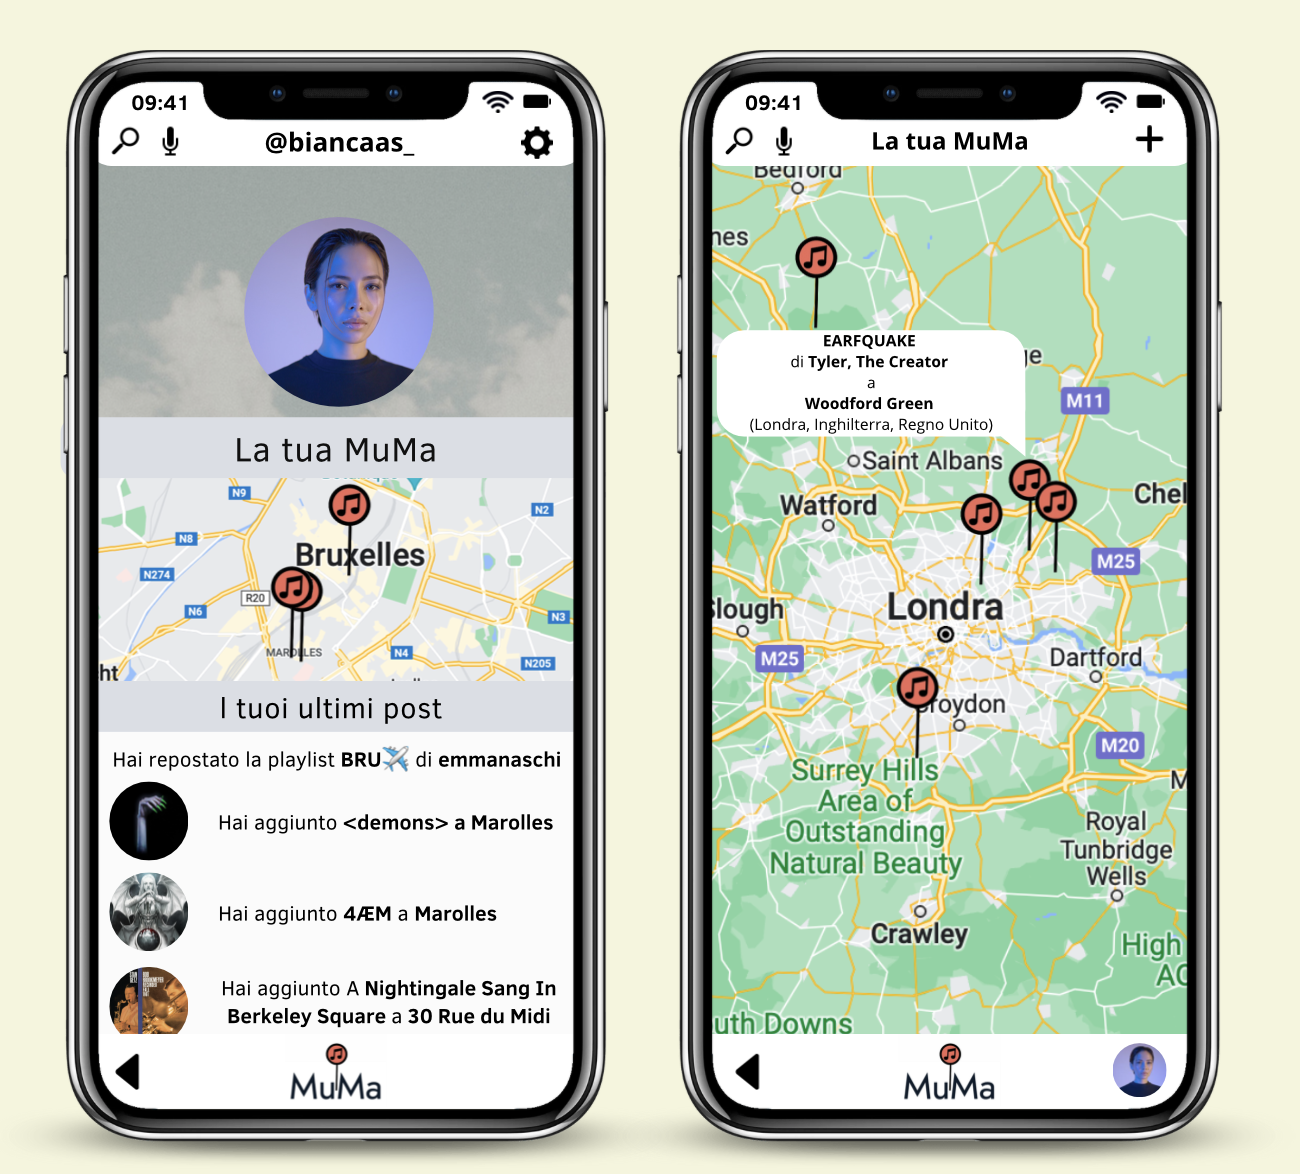 09:41
@biancaas_
La tua MuMa
N9
N2
N8
Bruxelles
N274
R20
N6
N3
MAROLLES
N4
N205
ht
I tuoi ultimi post
Hai repostato la playlist BRU✈️ di emmanaschi
Hai aggiunto <demons> a Marolles
Hai aggiunto 4ÆM a Marolles
Hai aggiunto A Nightingale Sang In
Berkeley Square a 30 Rue du Midi
MuMa
09:41
La tua MuMa
Bedford
nes
EARFQUAKE
di Tyler, The Creator
a
Woodford Green
(Londra, Inghilterra, Regno Unito)
ge
M11
Saint Albans
Watford
Chel
M25
Londra
Slough
M25
Dartford
Croydon
M20
Surrey Hills
Area of
Outstanding
Natural Beauty
M
Royal
Tunbridge
Wells
Crawley
High
AO
uth Downs
MuMa